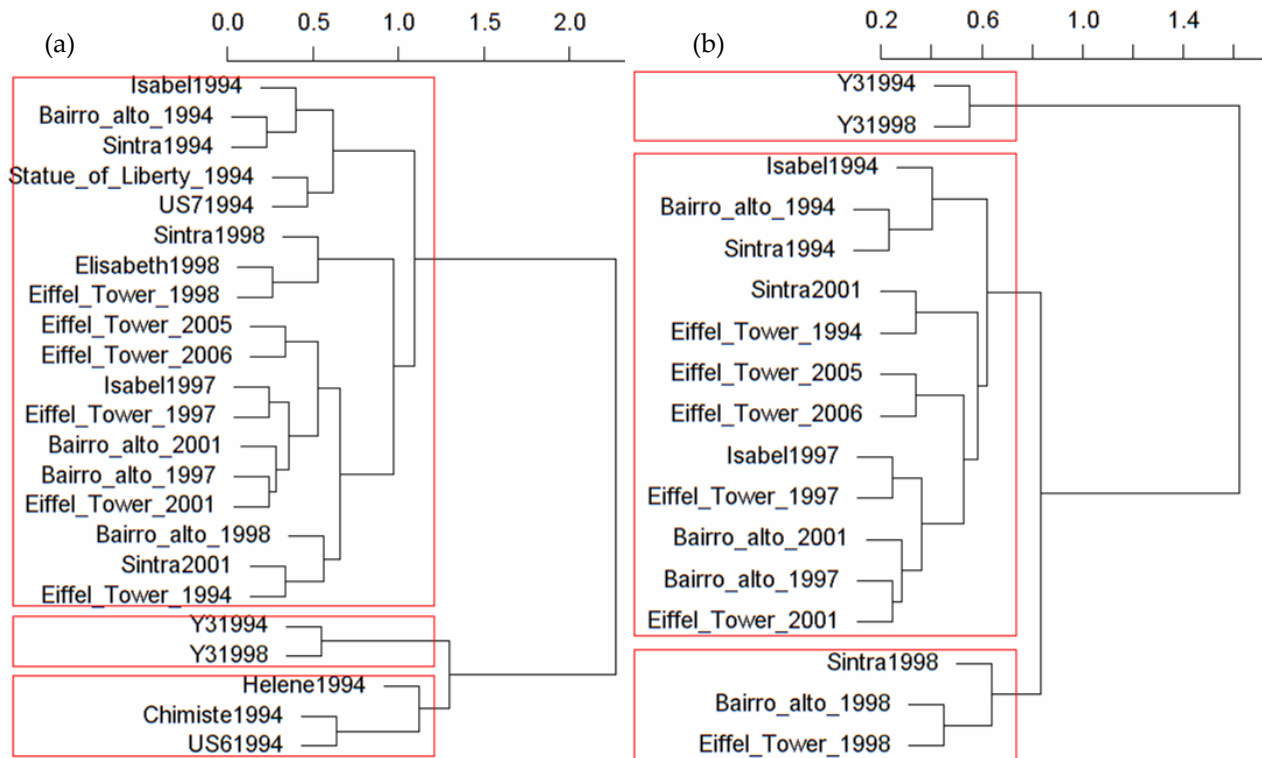 0.0 0.5 1.0 1.5 2.0
(a)
Isabel1994
Bairro_alto_1994
Sintra1994
Statue_of_Liberty_1994
US71994
Sintra1998
Elisabeth1998
Eiffel_Tower_1998
Eiffel_Tower_2005
Eiffel_Tower_2006
Isabel1997
Eiffel_Tower_1997
Bairro_alto_2001
Bairro_alto_1997
Eiffel_Tower_2001
Bairro_alto_1998
Sintra2001
Eiffel_Tower_1994
Y31994
Y31998
Helene1994
Chimiste1994
US61994
0.2 0.6 1.0 1.4
(b)
Y31994
Y31998
Isabel1994
Bairro_alto_1994
Sintra1994
Sintra2001
Eiffel_Tower_1994
Eiffel_Tower_2005
Eiffel_Tower_2006
Isabel1997
Eiffel_Tower_1997
Bairro_alto_2001
Bairro_alto_1997
Eiffel_Tower_2001
Sintra1998
Bairro_alto_1998
Eiffel_Tower_1998